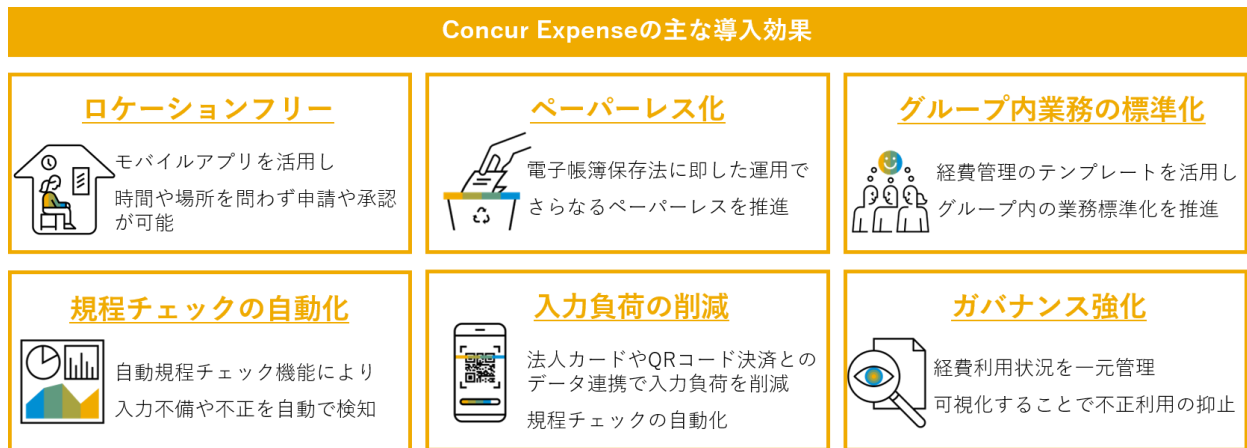 Concur Expenseの主な導入効果
ロケーションフリー
モバイルアプリを活用し
時間や場所を問わず申請や承認
が可能
ペーパーレス化
電子帳簿保存法に即した運用で
さらなるペーパーレスを推進
グループ内業務の標準化
経費管理のテンプレートを活用し
グループ内の業務標準化を推進
規程チェックの自動化
自動規程チェック機能により
入力不備や不正を自動で検知
入力負荷の削減
法人カードやQRコード決済との
データ連携で入力負荷を削減
規程チェックの自動化
ガバナンス強化
経費利用状況を一元管理
可視化することで不正利用の抑止